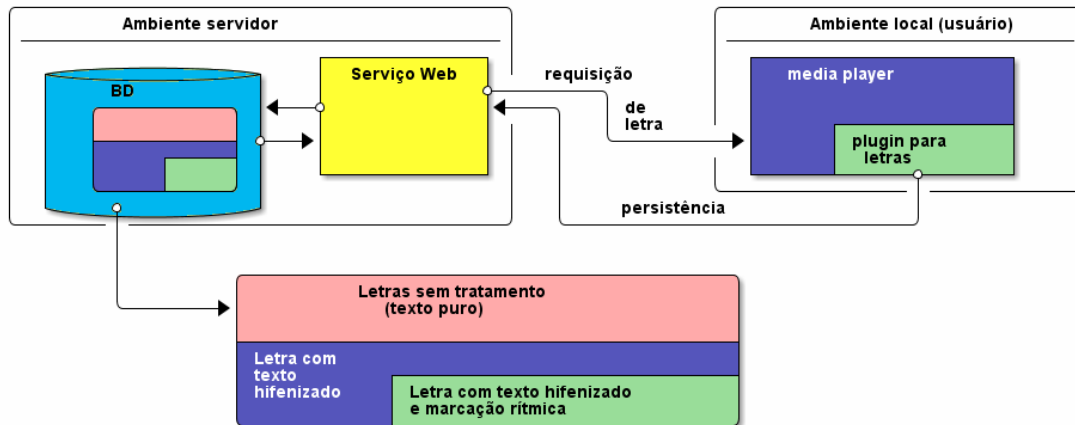 Ambiente servidor
Ambiente local (usuário)
BD
Serviço Web
requisição
de
letra
media player
plugin para
letras
persistência
Letras sem tratamento
(texto puro)
Letra com
texto
hifenizado
Letra com texto hifenizado
e marcação rítmica